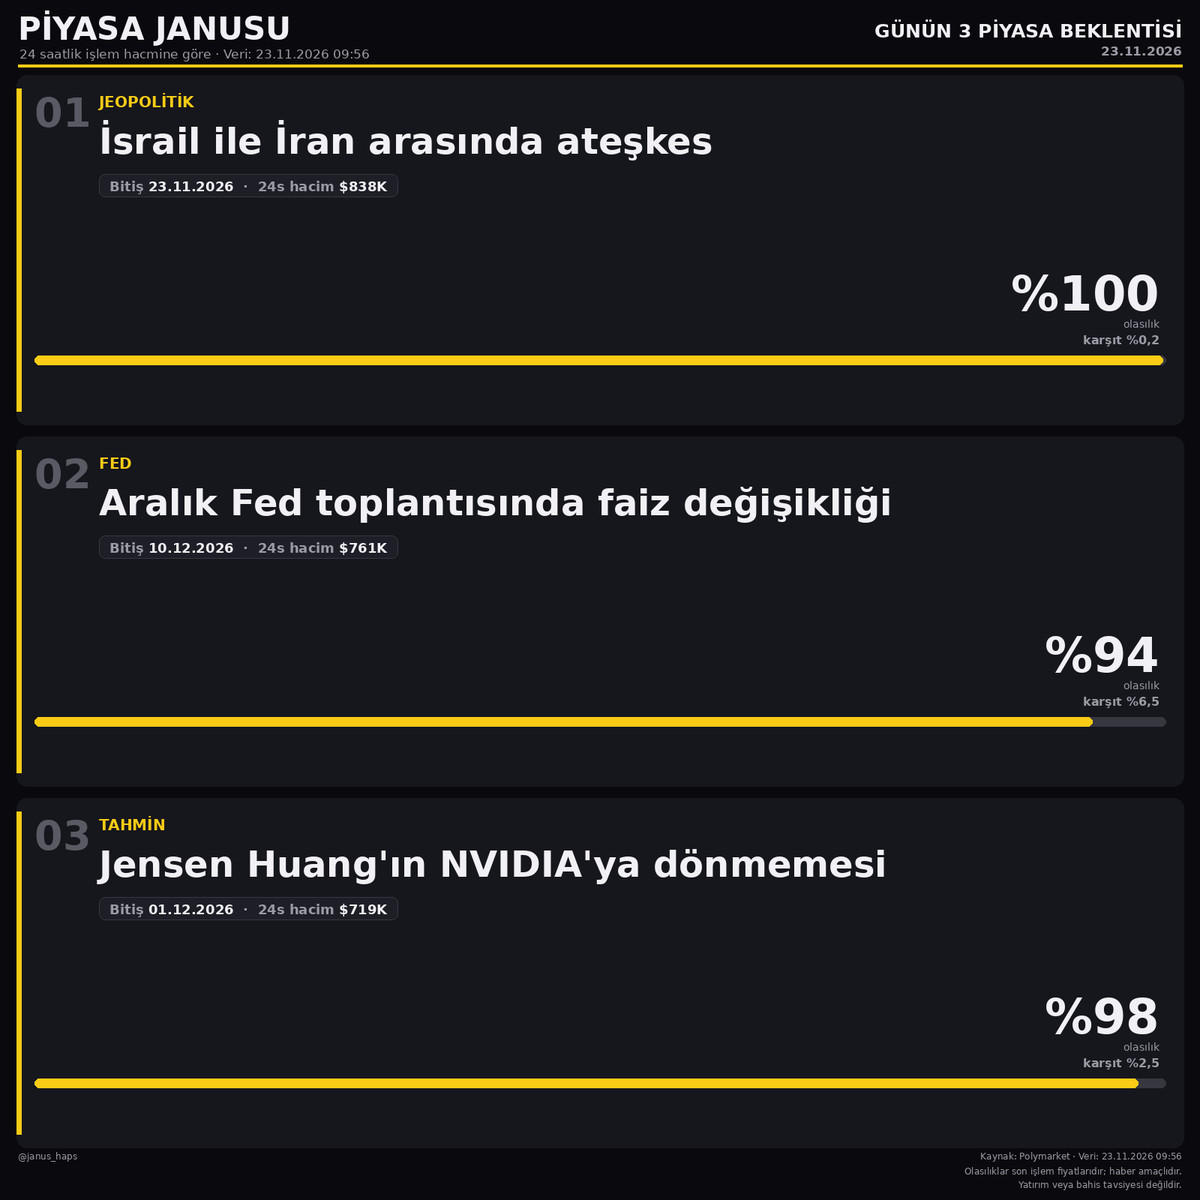 PİYASA JANUSU
24 saatlik işlem hacmine göre · Veri: 23.11.2026 09:56
GÜNÜN 3 PİYASA BEKLENTİSİ
23.11.2026
01
JEOPOLİTİK
İsrail ile İran arasında ateşkes
Bitiş 23.11.2026 · 24s hacim $838K
%100
olasılık
karşıt %0,2
02
FED
Aralık Fed toplantısında faiz değişikliği
Bitiş 10.12.2026 · 24s hacim $761K
%94
olasılık
karşıt %6,5
03
TAHMİN
Jensen Huang'ın NVIDIA'ya dönmemesi
Bitiş 01.12.2026 · 24s hacim $719K
%98
olasılık
karşıt %2,5
@janus_haps
Kaynak: Polymarket · Veri: 23.11.2026 09:56
Olasılıklar son işlem fiyatlarıdır; haber amaçlıdır.
Yatırım veya bahis tavsiyesi değildir.